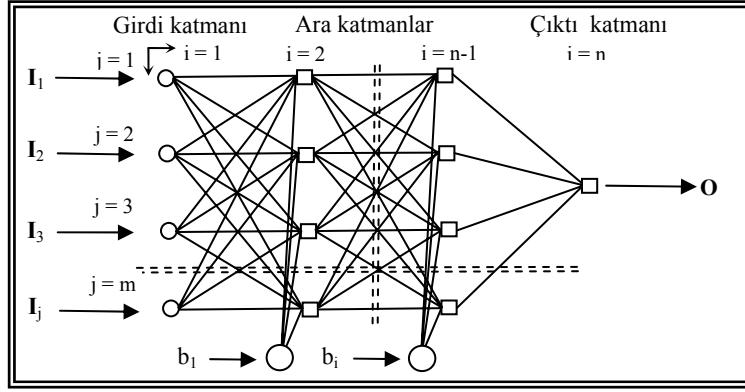 Girdi katmanı Ara katmanlar Çıktı katmanı
j = 1 i = 1 i = 2 i = n-1 i = n
I1
j = 2
I2
O
j = 3
I3
j = m
Ij
b1 bi